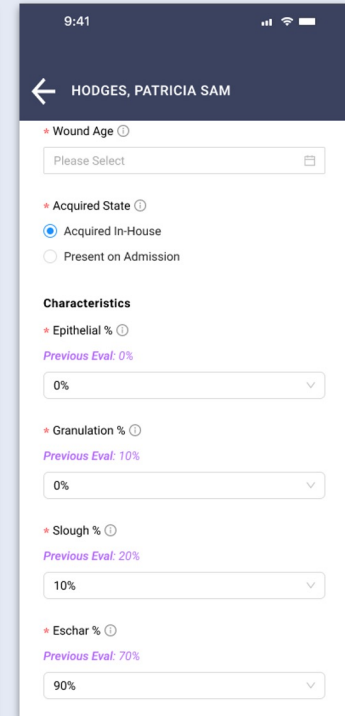 9:41
HODGES, PATRICIA SAM
* Wound Age
Please Select
* Acquired State
Acquired In-House
Present on Admission
Characteristics
* Epithelial %
Previous Eval: 0%
0%
* Granulation %
Previous Eval: 10%
0%
* Slough %
Previous Eval: 20%
10%
* Eschar %
Previous Eval: 70%
90%